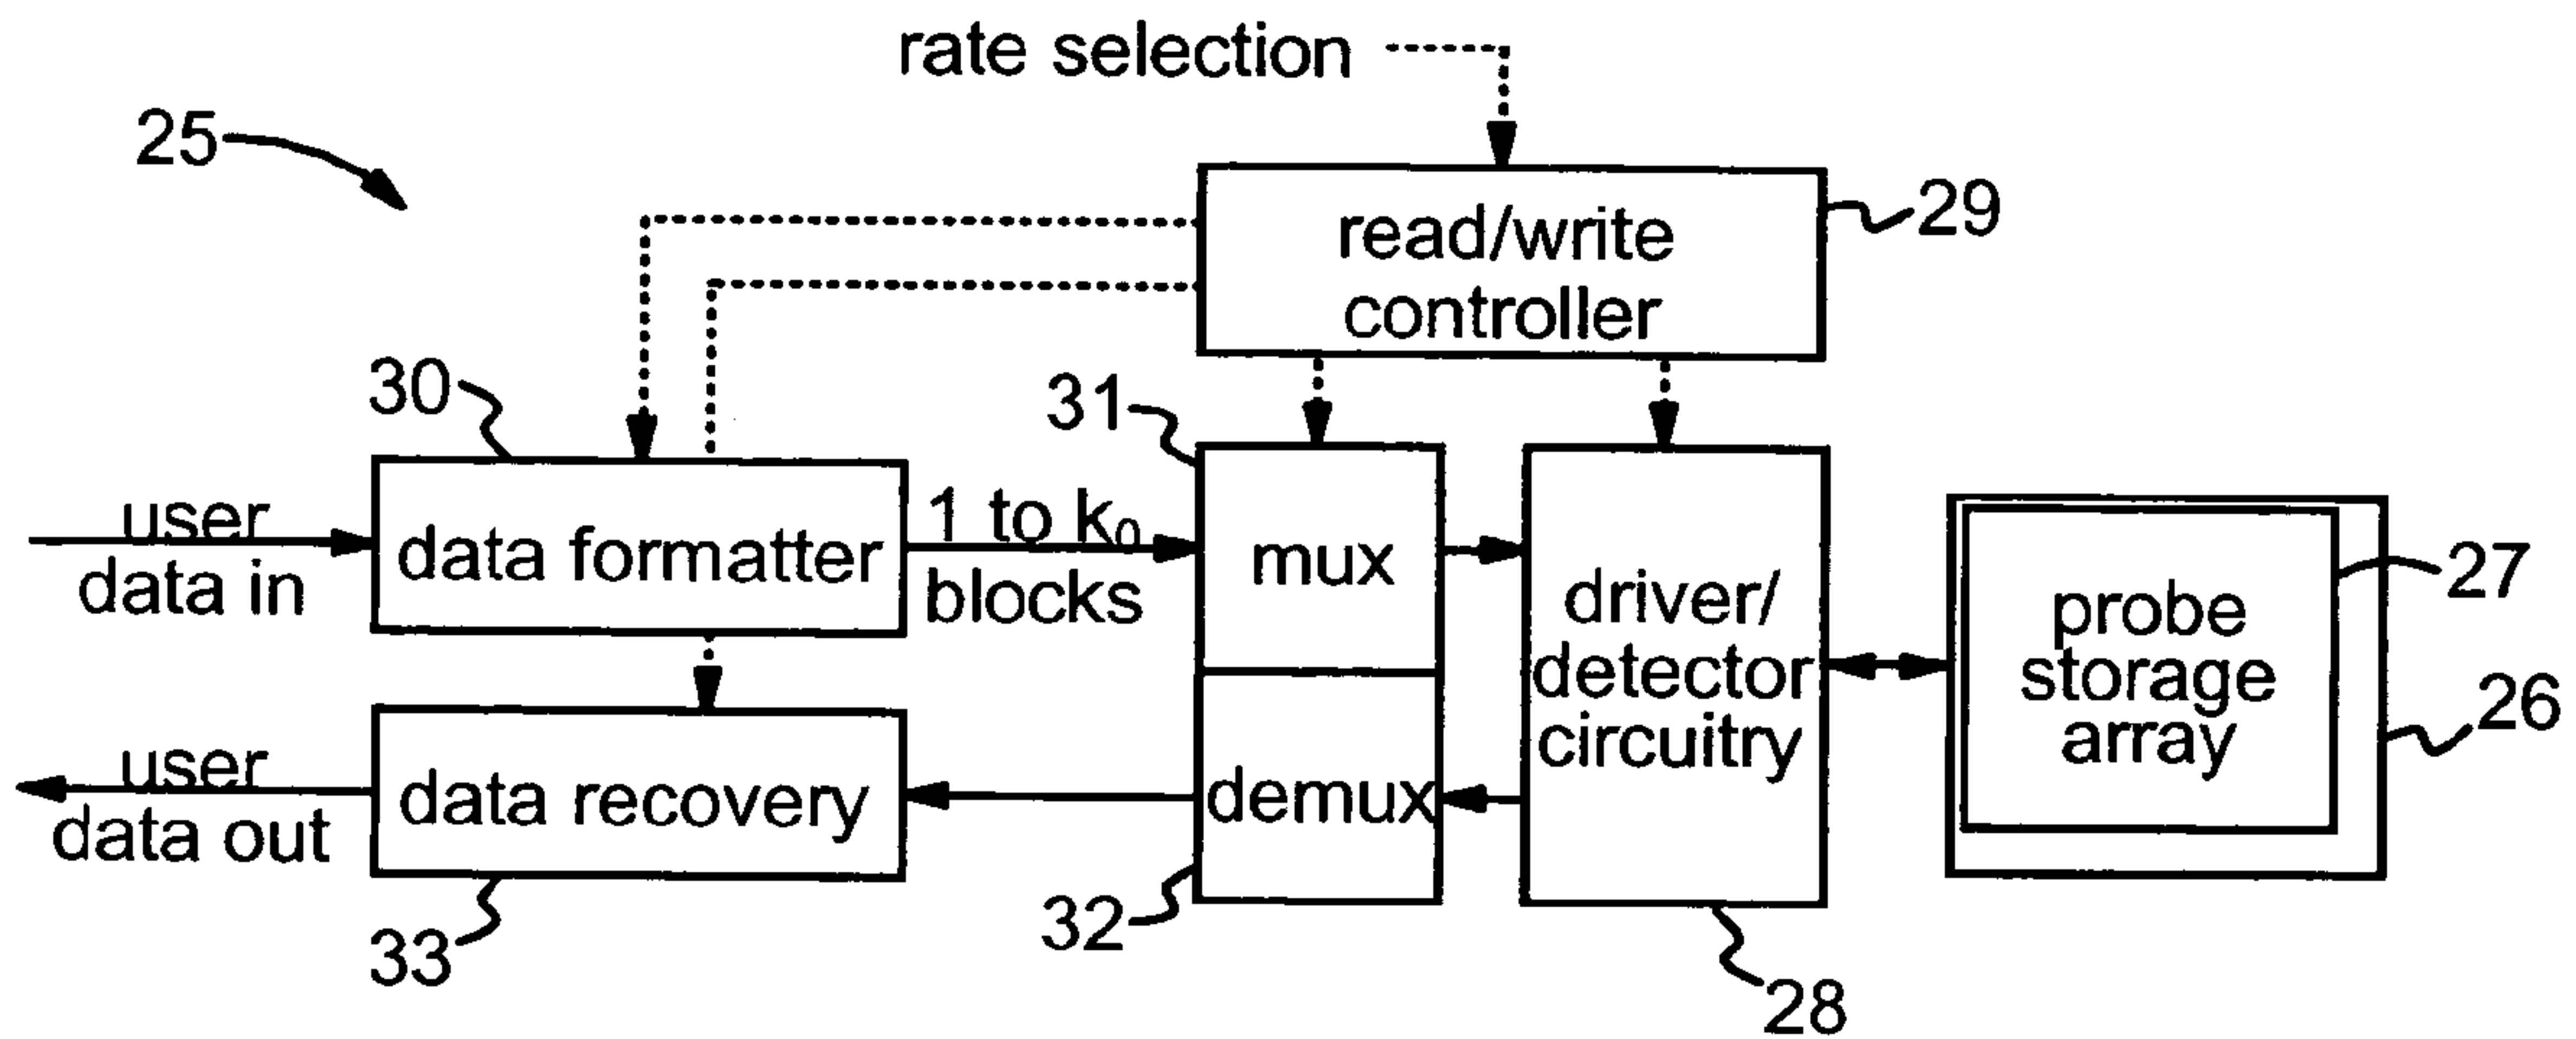 rate selection
25
read/write
controller
29
30
31
user
data in
data formatter
1 to k₀
blocks
mux
driver/
detector
circuitry
probe
storage
array
27
26
user
data out
data recovery
demux
33
32
28